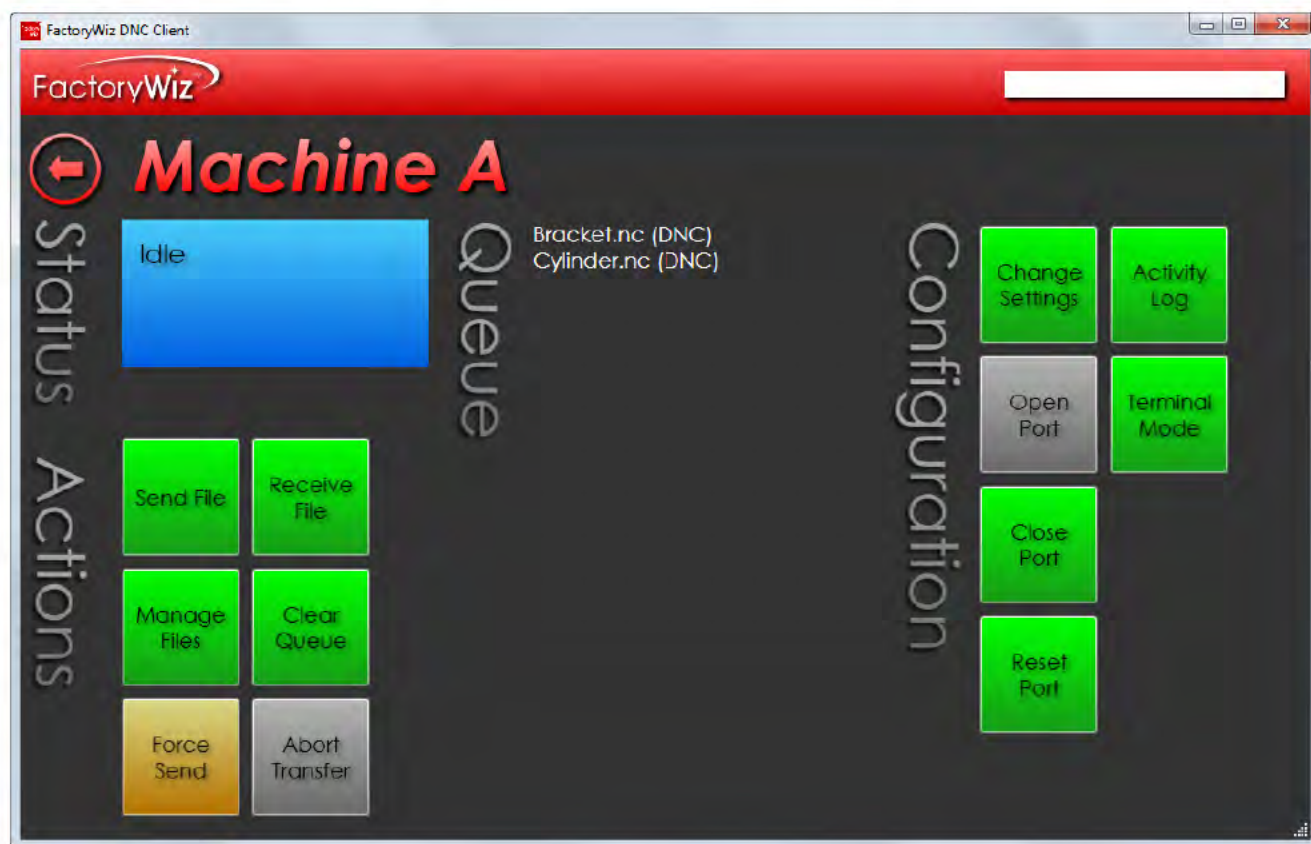 FactoryWiz DNC Client
FactoryWiz
Machine A
Status
Idle
Queue
Bracket.nc (DNC)
Cylinder.nc (DNC)
Configuration
Change
Settings
Activity
Log
Open
Port
Terminal
Mode
Close
Port
Reset
Port
Actions
Send File
Receive
File
Manage
Files
Clear
Queue
Force
Send
Abort
Transfer